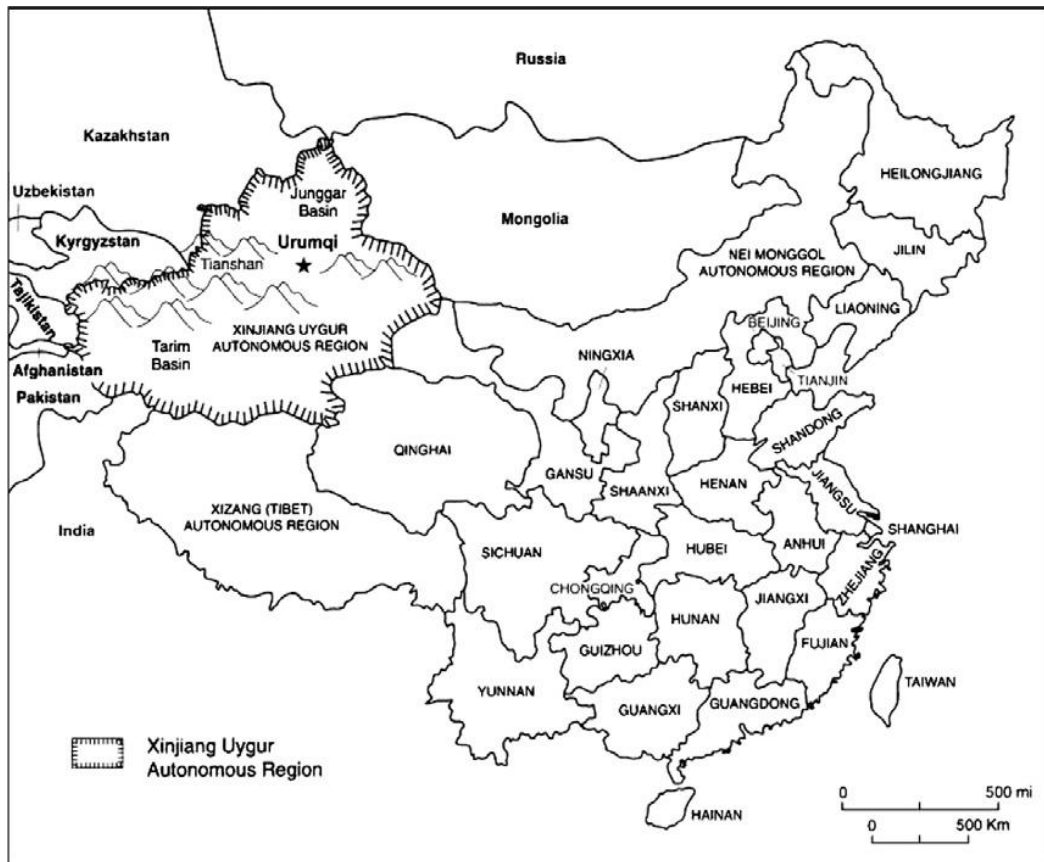 Russia
Kazakhstan
Uzbekistan
Kyrgyzstan
Tajikistan
Afghanistan
Pakistan
India
Mongolia
Junggar
Basin
Urumqi
Tianshan
Tarim
Basin
XINJIANG UYGUR
AUTONOMOUS REGION
HEILONGJIANG
NEI MONGGOL
AUTONOMOUS REGION
JILIN
LIAONING
BEIJING
TIANJIN
HEBEI
NINGXIA
SHANXI
SHANDONG
QINGHAI
GANSU
SHAANXI
HENAN
JIANGSU
XIZANG (TIBET)
AUTONOMOUS REGION
SHANGHAI
SICHUAN
HUBEI
ANHUI
ZHEJIANG
CHONGQING
HUNAN
JIANGXI
GUIZHOU
FUJIAN
YUNNAN
GUANGXI
GUANGDONG
TAIWAN
HAINAN
Xinjiang Uygur
Autonomous Region
0 500 mi
0 500 Km